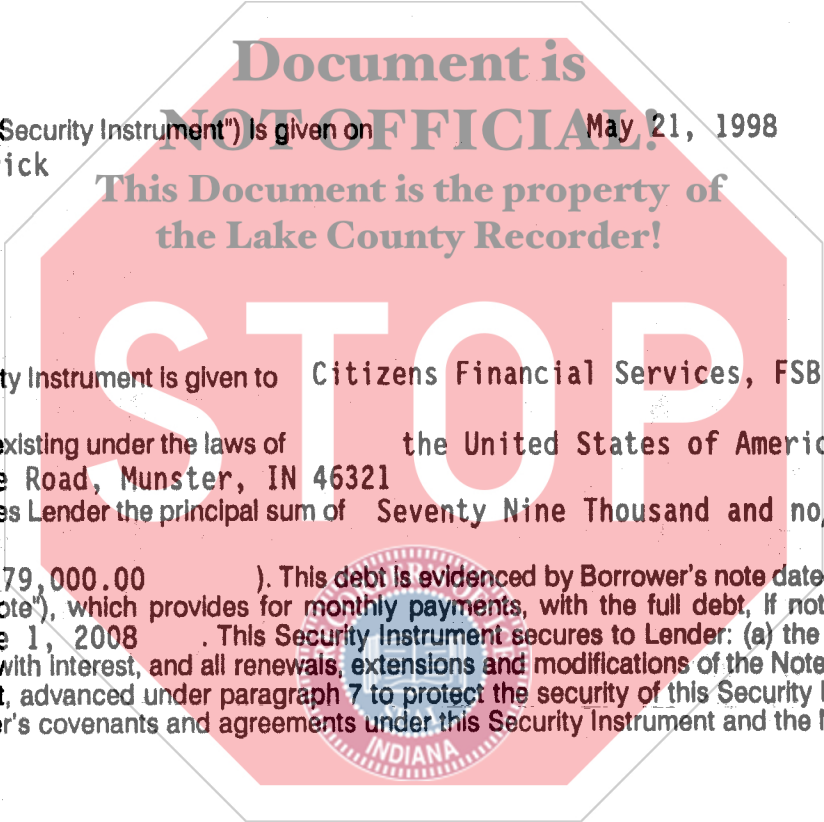 Document is
NOT OFFICIAL!
Security Instrument") is given on May 21, 1998
ick
This Document is the property of
the Lake County Recorder!
STOP
ty Instrument is given to Citizens Financial Services, FSB
existing under the laws of the United States of Americ
e Road, Munster, IN 46321
es Lender the principal sum of Seventy Nine Thousand and no/
79,000.00 ). This debt is evidenced by Borrower's note date
ote"), which provides for monthly payments, with the full debt, if not
e 1, 2008 . This Security Instrument secures to Lender: (a) the
with interest, and all renewals, extensions and modifications of the Note
t, advanced under paragraph 7 to protect the security of this Security I
r's covenants and agreements under this Security Instrument and the N
SEAL
INDIANA